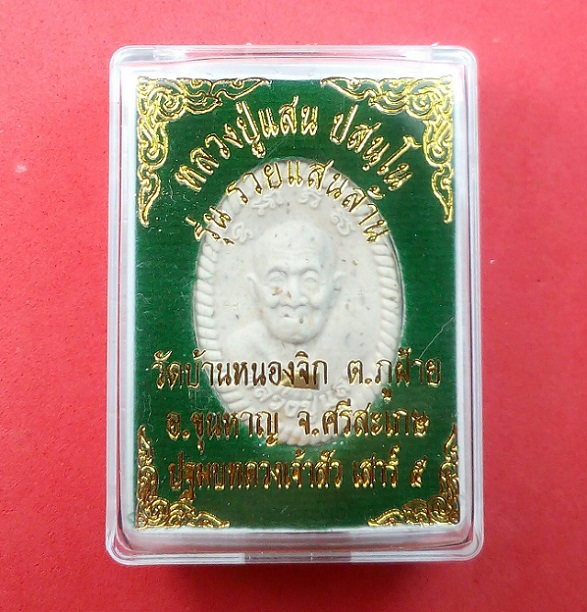 หลวงปู่แสน ปสนฺโน
รุ่น รวยแสนล้าน
วัดบ้านหนองจิก ต.ภูฝ้าย
อ.ขุนหาญ จ.ศรีสะเกษ
ปฐมบทดวงเจ้าสัว เสาร์ ๕